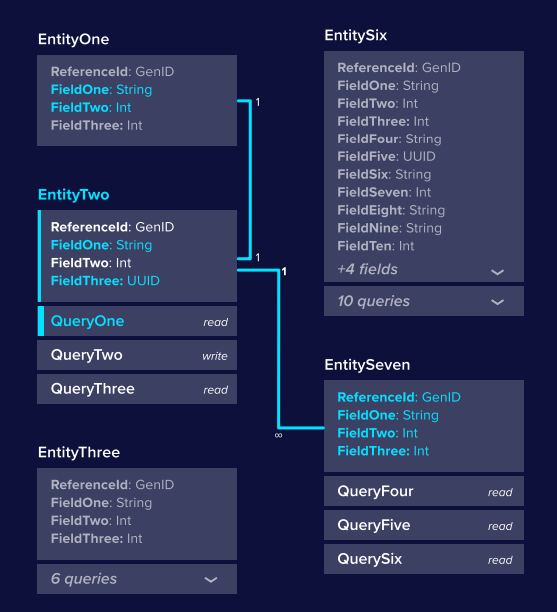 EntityOne
ReferenceId: GenID
FieldOne: String
FieldTwo: Int
FieldThree: Int
1
EntityTwo
ReferenceId: GenID
FieldOne: String
FieldTwo: Int
FieldThree: UUID
1
1
QueryOne read
QueryTwo write
QueryThree read
∞
EntityThree
ReferenceId: GenID
FieldOne: String
FieldTwo: Int
FieldThree: Int
6 queries
EntitySix
ReferenceId: GenID
FieldOne: String
FieldTwo: Int
FieldThree: Int
FieldFour: String
FieldFive: UUID
FieldSix: String
FieldSeven: Int
FieldEight: String
FieldNine: String
FieldTen: Int
+4 fields
10 queries
EntitySeven
ReferenceId: GenID
FieldOne: String
FieldTwo: Int
FieldThree: Int
QueryFour read
QueryFive read
QuerySix read